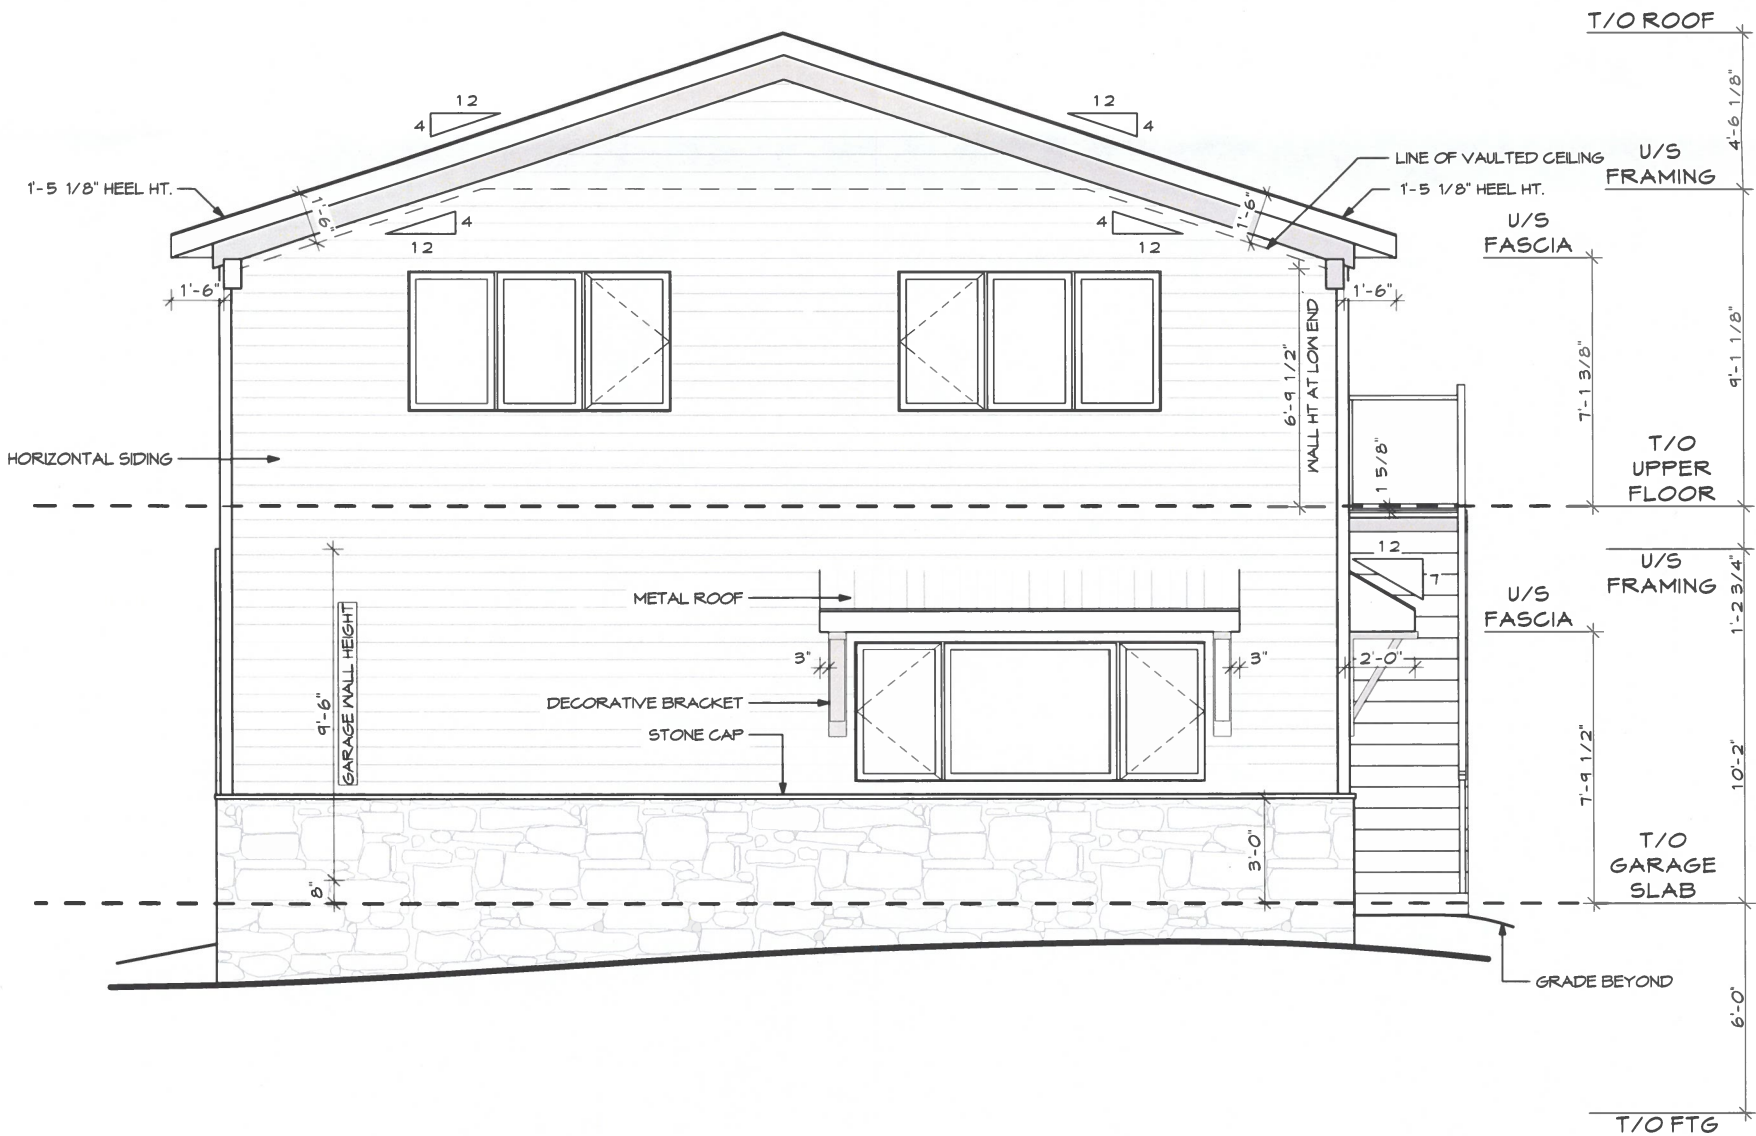 T/O ROOF
12
12
4
4
4'-6 1/8"
LINE OF VAULTED CEILING
U/S
FRAMING
1'-5 1/8" HEEL HT.
1'-5 1/8" HEEL HT.
1'-6"
1'-6"
4
4
12
12
U/S
FASCIA
1'-6"
1'-6"
6'-9 1/2"
WALL HT AT LOW END
7'-1 3/8"
9'-1 1/8"
HORIZONTAL SIDING
1 5/8"
T/O
UPPER
FLOOR
12
7
U/S
FRAMING
1'-2 3/4"
METAL ROOF
U/S
FASCIA
3"
3"
2'-0"
9'-6"
GARAGE WALL HEIGHT
DECORATIVE BRACKET
STONE CAP
7'-9 1/2"
10'-2"
3'-0"
8"
T/O
GARAGE
SLAB
GRADE BEYOND
6'-0"
T/O FTG